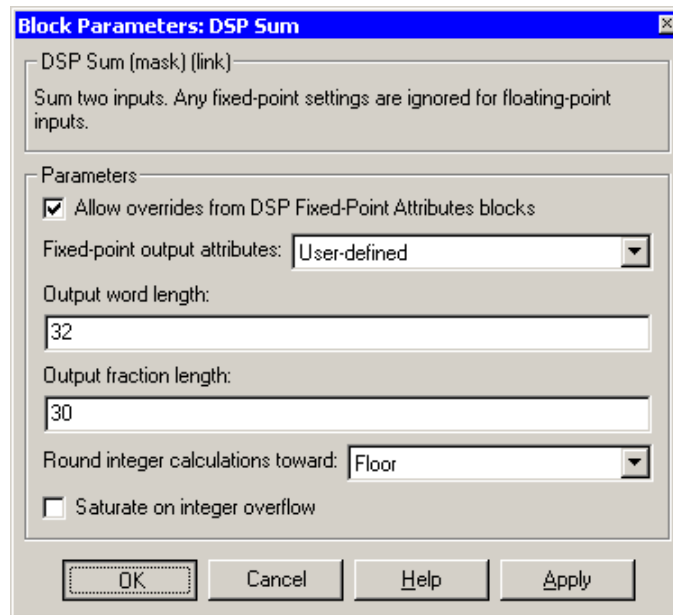 Block Parameters: DSP Sum
DSP Sum (mask) (link)
Sum two inputs. Any fixed-point settings are ignored for floating-point
inputs.
Parameters
Allow overrides from DSP Fixed-Point Attributes blocks
Fixed-point output attributes: User-defined
Output word length:
32
Output fraction length:
30
Round integer calculations toward: Floor
Saturate on integer overflow
OK Cancel Help Apply